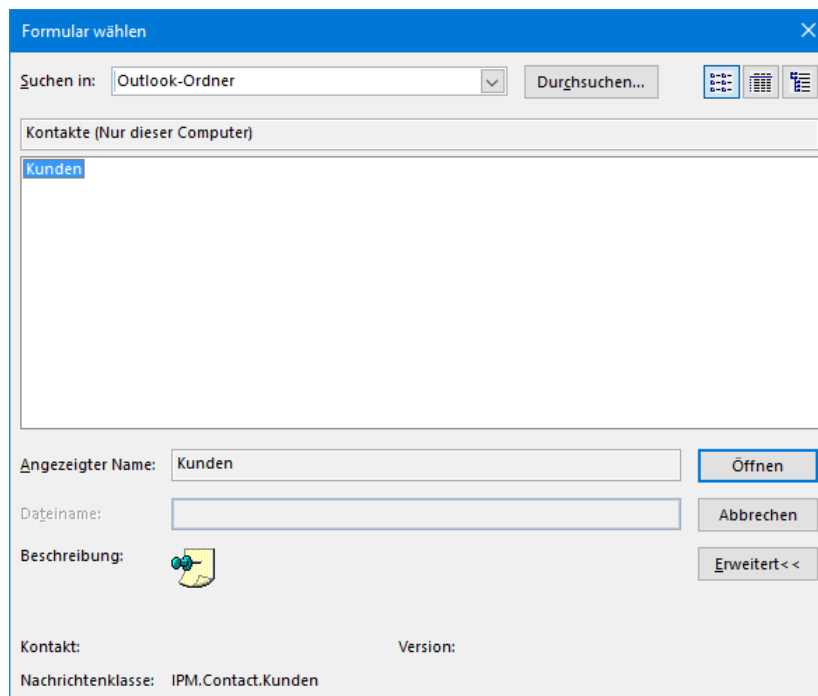 Formular wählen
Suchen in: Outlook-Ordner Durchsuchen...
Kontakte (Nur dieser Computer)
Kunden
Angezeigter Name: Kunden Öffnen
Dateiname: Abbrechen
Beschreibung: Erweitert<<
Kontakt: Version:
Nachrichtenklasse: IPM.Contact.Kunden